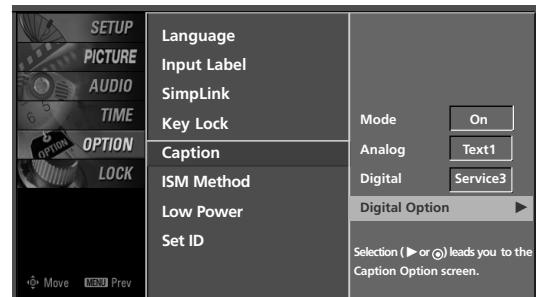 SETUP
PICTURE
AUDIO
TIME
OPTION
LOCK
Move MENU Prev
Language
Input Label
SimpLink
Key Lock
Caption
ISM Method
Low Power
Set ID
Mode On
Analog Text1
Digital Service3
Digital Option ▶
Selection (▶ or ◉) leads you to the
Caption Option screen.